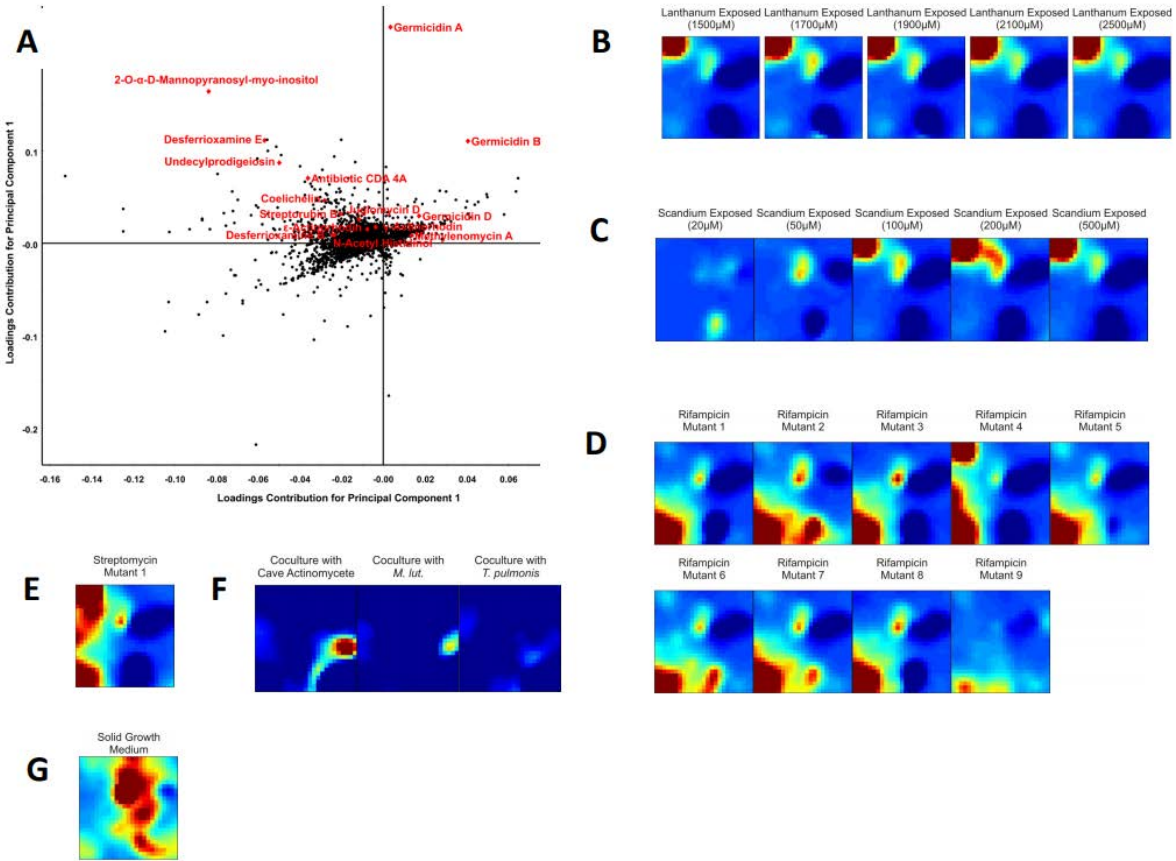 A
Germicidin A
2-O-α-D-Mannopyranosyl-myo-inositol
Desferrioxamine E
Germicidin B
Undecylprodigeiosin
Antibiotic CDA 4A
Coelichelin
Streptorubin B
Germicidin D
Desferrioxamine
Methylenomycin A
N-Acetyl
0.1
-0.0
-0.1
-0.2
-0.16
-0.14
-0.12
-0.10
-0.08
-0.06
-0.04
-0.02
-0.00
0.02
0.04
0.06
Loadings Contribution for Principal Component 1
Loadings Contribution for Principal Component 1
B
Lanthanum Exposed
(1500µM)
Lanthanum Exposed
(1700µM)
Lanthanum Exposed
(1900µM)
Lanthanum Exposed
(2100µM)
Lanthanum Exposed
(2500µM)
C
Scandium Exposed
(20µM)
Scandium Exposed
(50µM)
Scandium Exposed
(100µM)
Scandium Exposed
(200µM)
Scandium Exposed
(500µM)
D
Rifampicin
Mutant 1
Rifampicin
Mutant 2
Rifampicin
Mutant 3
Rifampicin
Mutant 4
Rifampicin
Mutant 5
Rifampicin
Mutant 6
Rifampicin
Mutant 7
Rifampicin
Mutant 8
Rifampicin
Mutant 9
E
Streptomycin
Mutant 1
F
Coculture with
Cave Actinomycete
Coculture with
M. lut.
Coculture with
T. pulmonis
G
Solid Growth
Medium